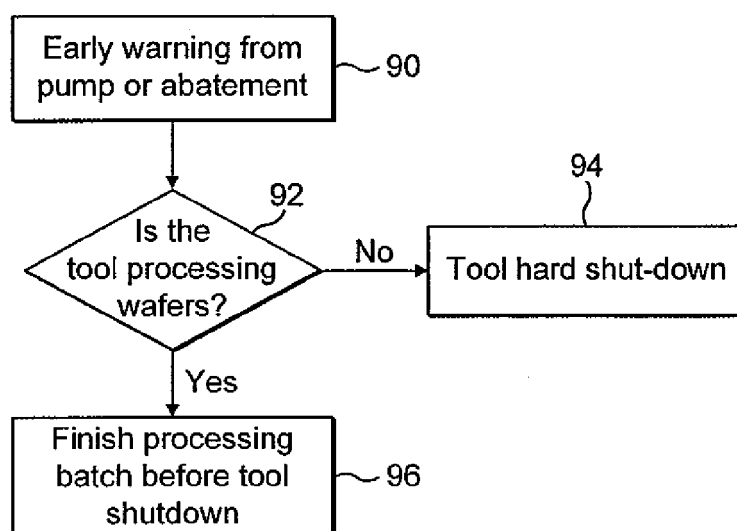 Early warning from
pump or abatement
90
92
Is the
tool processing
wafers?
No
94
Tool hard shut-down
Yes
Finish processing
batch before tool
shutdown
96